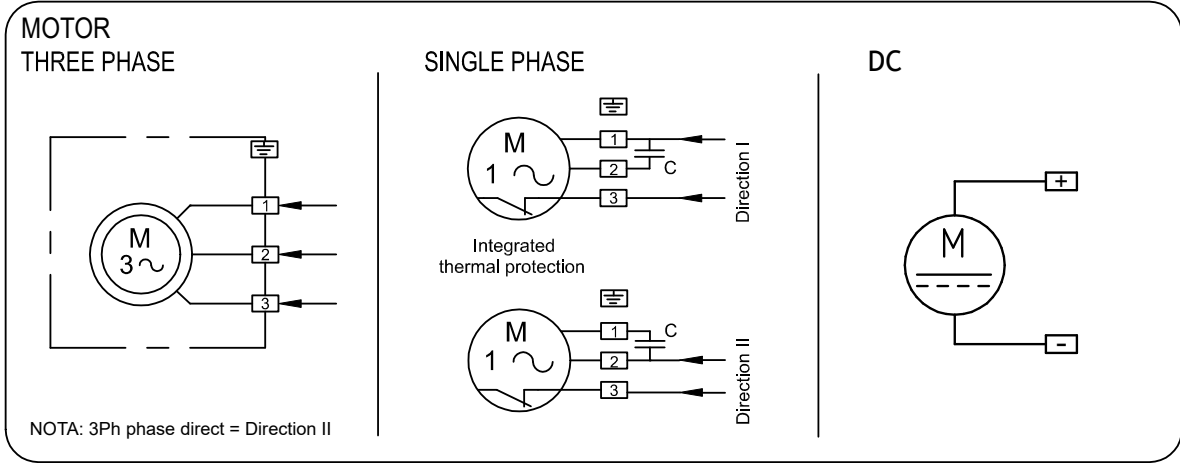 MOTOR
THREE PHASE
1
2
3
M
3
NOTA: 3Ph phase direct = Direction II
SINGLE PHASE
M
1
1
2
3
C
Direction I
Integrated
thermal protection
M
1
1
2
3
C
Direction II
DC
M
+
-